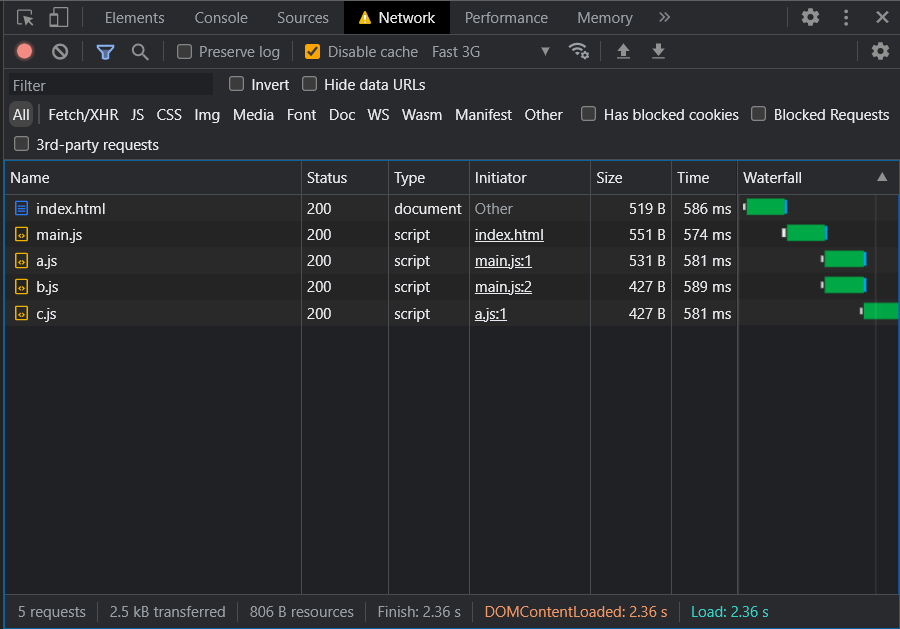 Elements Console Sources Network Performance Memory »
Preserve log Disable cache Fast 3G
Filter Invert Hide data URLs
All Fetch/XHR JS CSS Img Media Font Doc WS Wasm Manifest Other Has blocked cookies Blocked Requests
3rd-party requests
Name Status Type Initiator Size Time Waterfall
index.html 200 document Other 519 B 586 ms
main.js 200 script index.html 551 B 574 ms
a.js 200 script main.js:1 531 B 581 ms
b.js 200 script main.js:2 427 B 589 ms
c.js 200 script a.js:1 427 B 581 ms
5 requests 2.5 kB transferred 806 B resources Finish: 2.36 s DOMContentLoaded: 2.36 s Load: 2.36 s